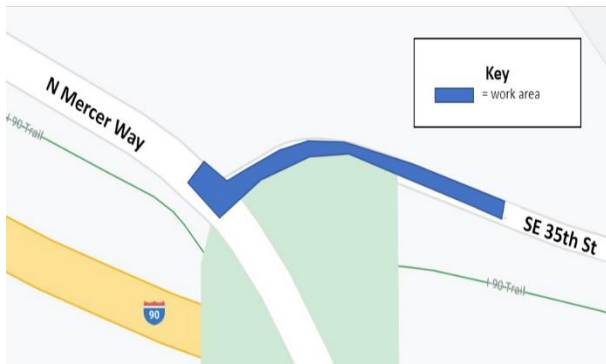 Key
= work area
N Mercer Way
I 90 Trail
SE 35th St
I 90 Trail
90